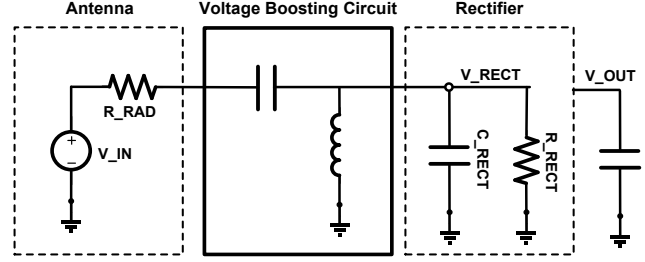 Antenna
Voltage Boosting Circuit
Rectifier
R_RAD
V_IN
+
−
V_RECT
C_RECT
R_RECT
V_OUT